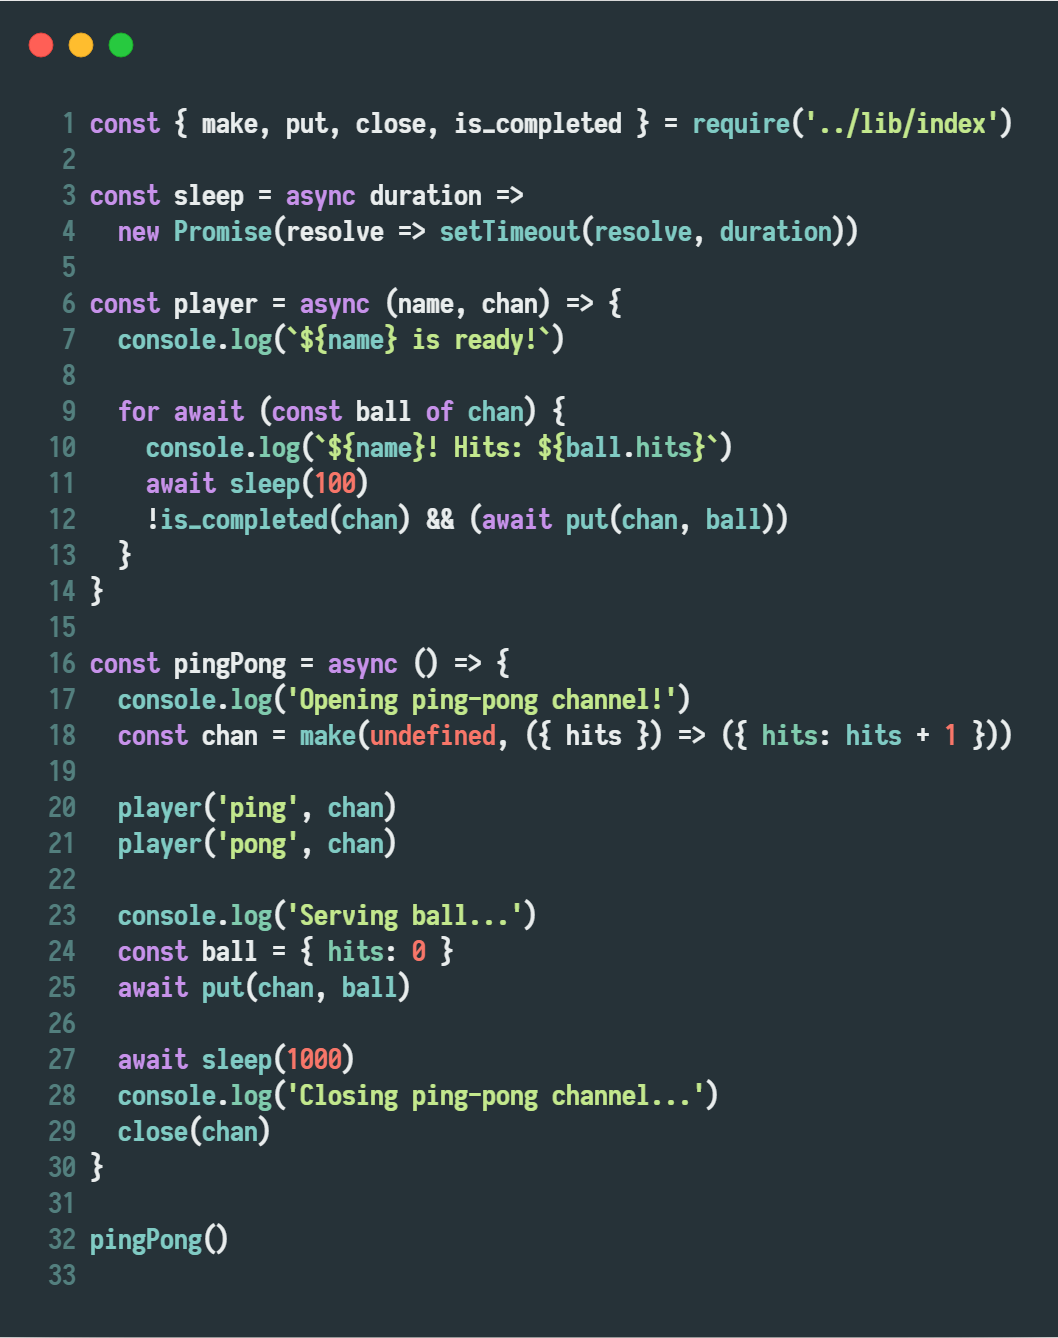 1 const { make, put, close, is_completed } = require('../lib/index')
2
3 const sleep = async duration =>
4   new Promise(resolve => setTimeout(resolve, duration))
5
6 const player = async (name, chan) => {
7   console.log(`${name} is ready!`)
8
9   for await (const ball of chan) {
10     console.log(`${name}! Hits: ${ball.hits}`)
11     await sleep(100)
12     !is_completed(chan) && (await put(chan, ball))
13   }
14 }
15
16 const pingPong = async () => {
17   console.log('Opening ping-pong channel!')
18   const chan = make(undefined, ({ hits }) => ({ hits: hits + 1 }))
19
20   player('ping', chan)
21   player('pong', chan)
22
23   console.log('Serving ball...')
24   const ball = { hits: 0 }
25   await put(chan, ball)
26
27   await sleep(1000)
28   console.log('Closing ping-pong channel...')
29   close(chan)
30 }
31
32 pingPong()
33